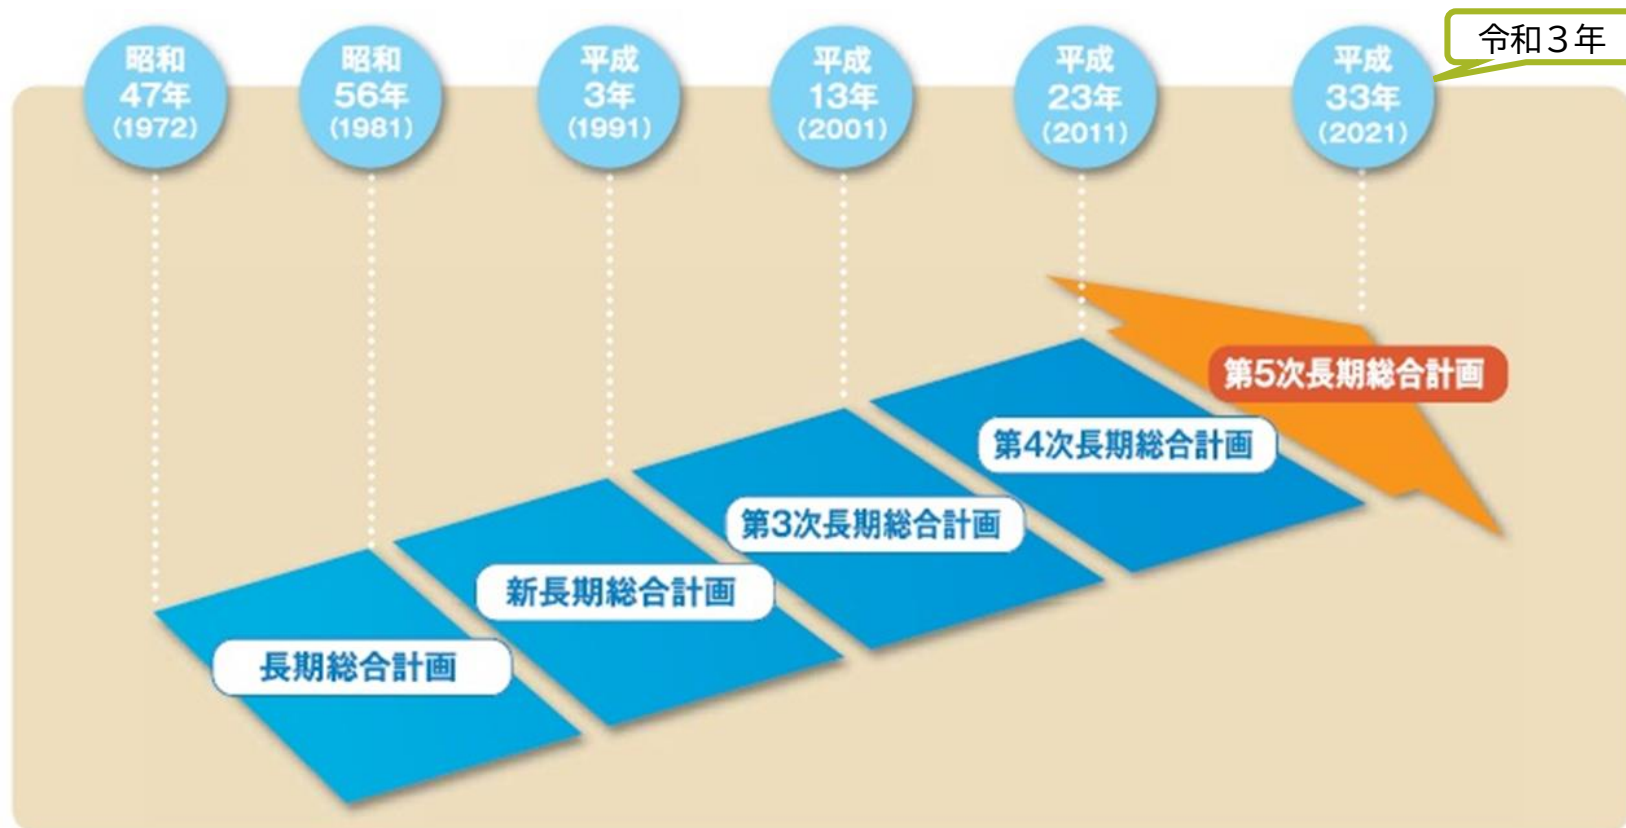 令和３年
昭和
47年
(1972)
昭和
56年
(1981)
平成
3年
(1991)
平成
13年
(2001)
平成
23年
(2011)
平成
33年
(2021)
第5次長期総合計画
第4次長期総合計画
第3次長期総合計画
新長期総合計画
長期総合計画